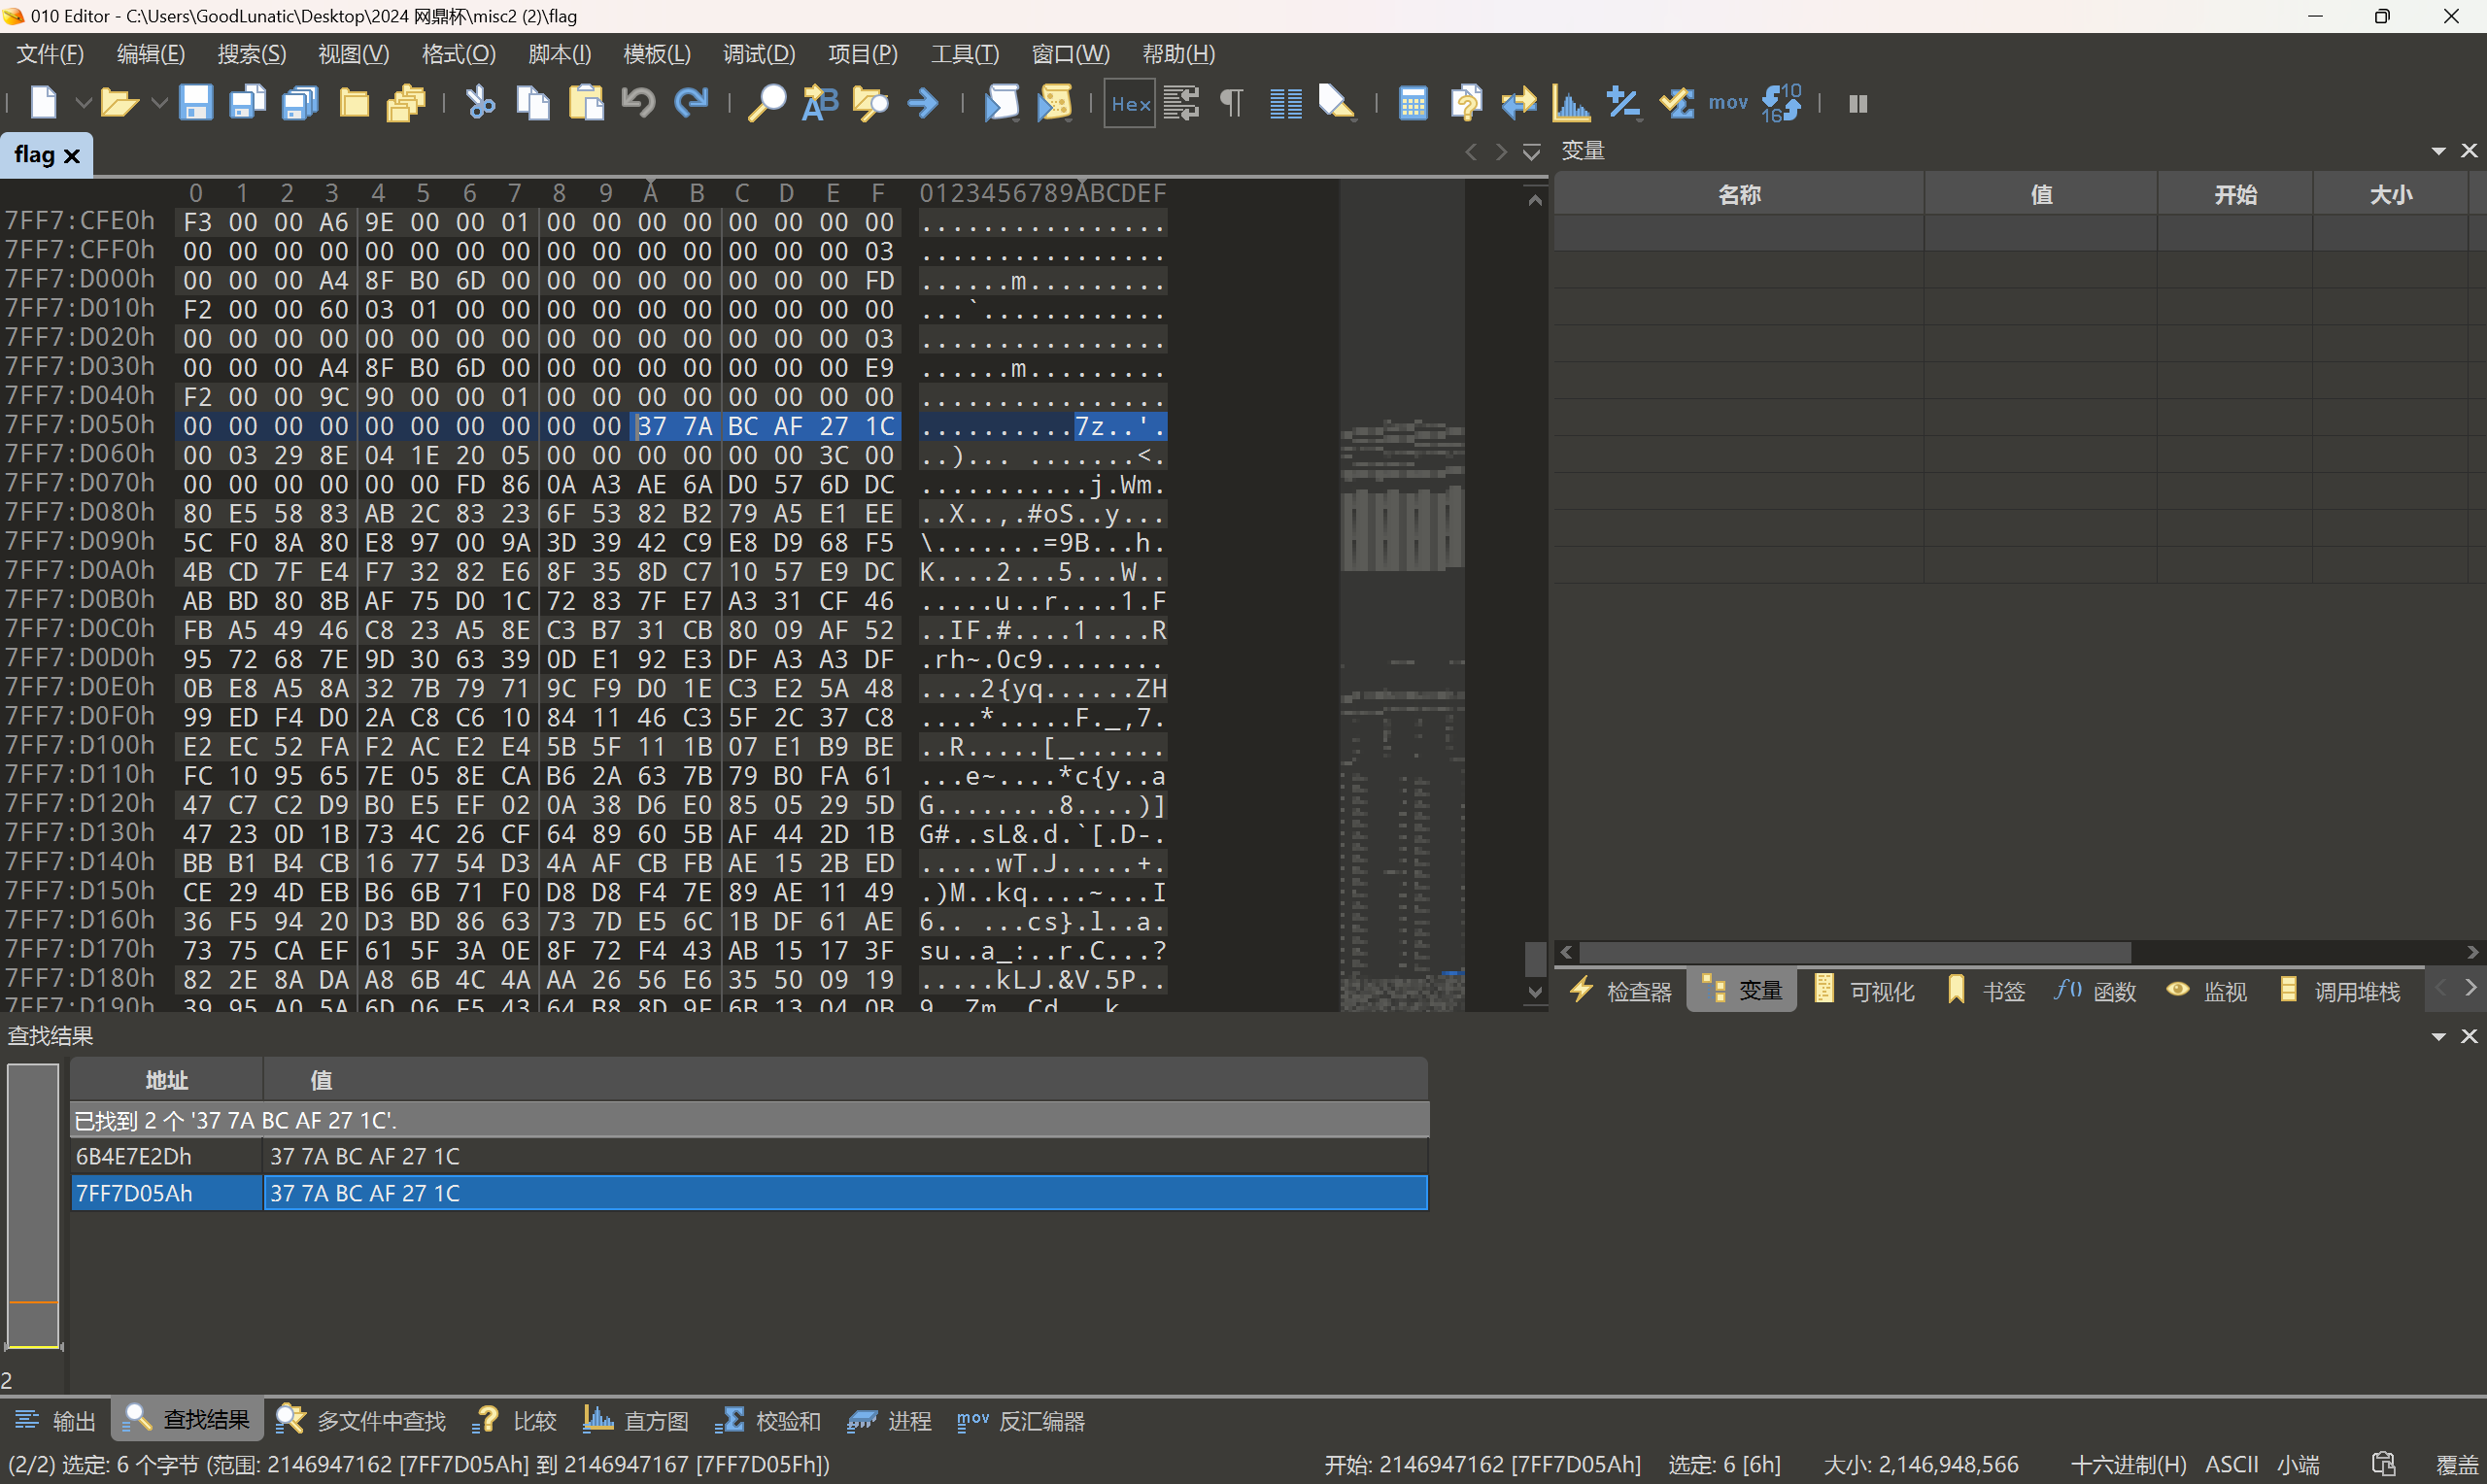 010 Editor - C:\Users\GoodLunatic\Desktop\2024 网鼎杯\misc2 (2)\flag
文件(F) 编辑(E) 搜索(S) 视图(V) 格式(O) 脚本(I) 模板(L) 调试(D) 项目(P) 工具(T) 窗口(W) 帮助(H)
Hex mov 10 16
flag
变量
名称 值 开始 大小
0 1 2 3 4 5 6 7 8 9 A B C D E F 0123456789ABCDEF
7FF7:CFE0h F3 00 00 A6 9E 00 00 01 00 00 00 00 00 00 00 00 ................
7FF7:CFF0h 00 00 00 00 00 00 00 00 00 00 00 00 00 00 00 03 ................
7FF7:D000h 00 00 00 A4 8F B0 6D 00 00 00 00 00 00 00 00 FD ......m.........
7FF7:D010h F2 00 00 60 03 01 00 00 00 00 00 00 00 00 00 00 ...`............
7FF7:D020h 00 00 00 00 00 00 00 00 00 00 00 00 00 00 00 03 ................
7FF7:D030h 00 00 00 A4 8F B0 6D 00 00 00 00 00 00 00 00 E9 ......m.........
7FF7:D040h F2 00 00 9C 90 00 00 01 00 00 00 00 00 00 00 00 ................
7FF7:D050h 00 00 00 00 00 00 00 00 00 00 37 7A BC AF 27 1C ..........7z..'.
7FF7:D060h 00 03 29 8E 04 1E 20 05 00 00 00 00 00 00 3C 00 ..)... .......<.
7FF7:D070h 00 00 00 00 00 00 FD 86 0A A3 AE 6A D0 57 6D DC ...........j.Wm.
7FF7:D080h 80 E5 58 83 AB 2C 83 23 6F 53 82 B2 79 A5 E1 EE ..X..,.#oS..y...
7FF7:D090h 5C F0 8A 80 E8 97 00 9A 3D 39 42 C9 E8 D9 68 F5 \.......=9B...h.
7FF7:D0A0h 4B CD 7F E4 F7 32 82 E6 8F 35 8D C7 10 57 E9 DC K....2...5...W..
7FF7:D0B0h AB BD 80 8B AF 75 D0 1C 72 83 7F E7 A3 31 CF 46 .....u..r....1.F
7FF7:D0C0h FB A5 49 46 C8 23 A5 8E C3 B7 31 CB 80 09 AF 52 ..IF.#....1....R
7FF7:D0D0h 95 72 68 7E 9D 30 63 39 0D E1 92 E3 DF A3 A3 DF .rh~.0c9........
7FF7:D0E0h 0B E8 A5 8A 32 7B 79 71 9C F9 D0 1E C3 E2 5A 48 ....2{yq......ZH
7FF7:D0F0h 99 ED F4 D0 2A C8 C6 10 84 11 46 C3 5F 2C 37 C8 ....*.....F._,7.
7FF7:D100h E2 EC 52 FA F2 AC E2 E4 5B 5F 11 1B 07 E1 B9 BE ..R.....[_......
7FF7:D110h FC 10 95 65 7E 05 8E CA B6 2A 63 7B 79 B0 FA 61 ...e~....*c{y..a
7FF7:D120h 47 C7 C2 D9 B0 E5 EF 02 0A 38 D6 E0 85 05 29 5D G........8....)]
7FF7:D130h 47 23 0D 1B 73 4C 26 CF 64 89 60 5B AF 44 2D 1B G#..sL&.d.`[.D-.
7FF7:D140h BB B1 B4 CB 16 77 54 D3 4A AF CB FB AE 15 2B ED .....wT.J.....+.
7FF7:D150h CE 29 4D EB B6 6B 71 F0 D8 D8 F4 7E 89 AE 11 49 .)M..kq....~...I
7FF7:D160h 36 F5 94 20 D3 BD 86 63 73 7D E5 6C 1B DF 61 AE 6.. ...cs}.l..a.
7FF7:D170h 73 75 CA EF 61 5F 3A 0E 8F 72 F4 43 AB 15 17 3F su..a_:..r.C...?
7FF7:D180h 82 2E 8A DA A8 6B 4C 4A AA 26 56 E6 35 50 09 19 .....kLJ.&V.5P..
7FF7:D190h 39 95 A0 5A 6D 06 F5 43 64 B8 8D 9F 6B 13 04 0B 9..Zm..Cd...k...
检查器 变量 可视化 书签 f() 函数 监视 调用堆栈
查找结果
地址 值
已找到 2 个 '37 7A BC AF 27 1C'.
6B4E7E2Dh 37 7A BC AF 27 1C
7FF7D05Ah 37 7A BC AF 27 1C
2
输出 查找结果 多文件中查找 比较 直方图 校验和 进程 mov 反汇编器
(2/2) 选定: 6 个字节 (范围: 2146947162 [7FF7D05Ah] 到 2146947167 [7FF7D05Fh]) 开始: 2146947162 [7FF7D05Ah] 选定: 6 [6h] 大小: 2,146,948,566 十六进制(H) ASCII 小端 覆盖